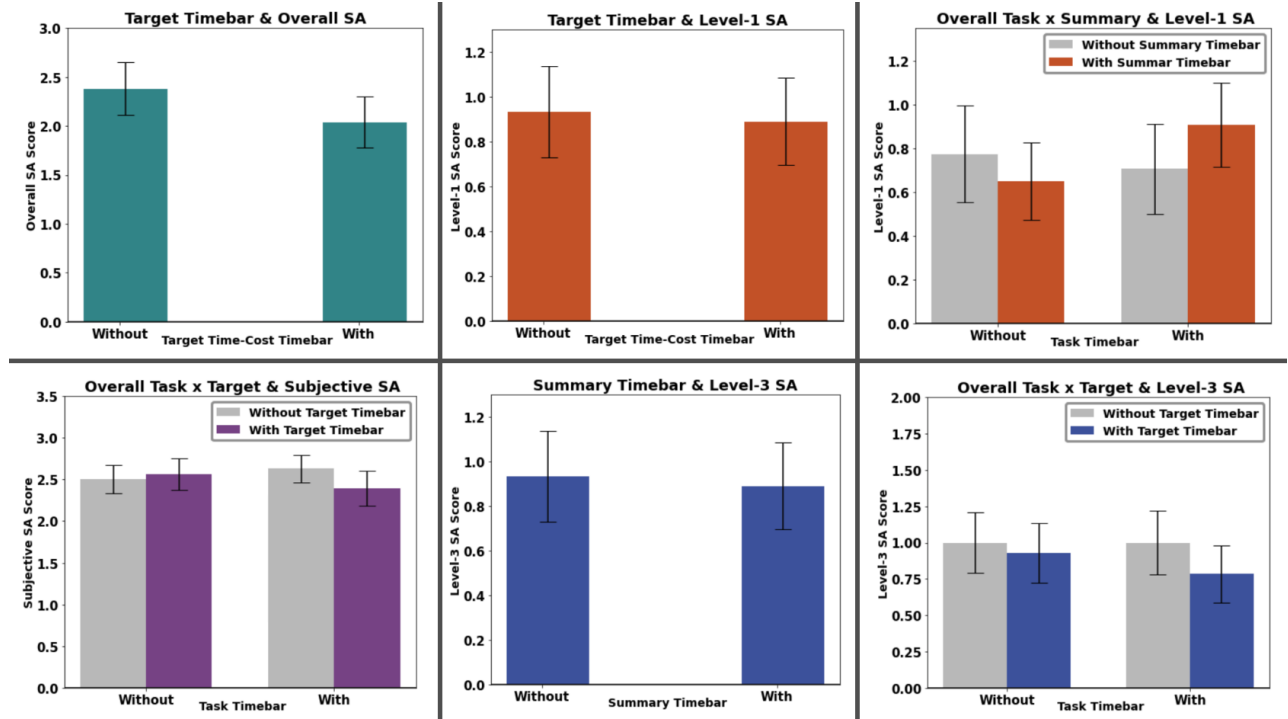 Target Timebar & Overall SA
3.0
2.5
2.0
1.5
1.0
0.5
0.0
Overall SA Score
Without
With
Target Time-Cost Timebar
Target Timebar & Level-1 SA
1.2
1.0
0.8
0.6
0.4
0.2
0.0
Level-1 SA Score
Without
With
Target Time-Cost Timebar
Overall Task x Summary & Level-1 SA
Without Summary Timebar
With Summar Timebar
1.2
1.0
0.8
0.6
0.4
0.2
0.0
Level-1 SA Score
Without
With
Task Timebar
Overall Task x Target & Subjective SA
Without Target Timebar
With Target Timebar
3.5
3.0
2.5
2.0
1.5
1.0
0.5
0.0
Subjective SA Score
Without
With
Task Timebar
Summary Timebar & Level-3 SA
1.2
1.0
0.8
0.6
0.4
0.2
0.0
Level-3 SA Score
Without
With
Summary Timebar
Overall Task x Target & Level-3 SA
Without Target Timebar
With Target Timebar
2.00
1.75
1.50
1.25
1.00
0.75
0.50
0.25
0.00
Level-3 SA Score
Without
With
Task Timebar